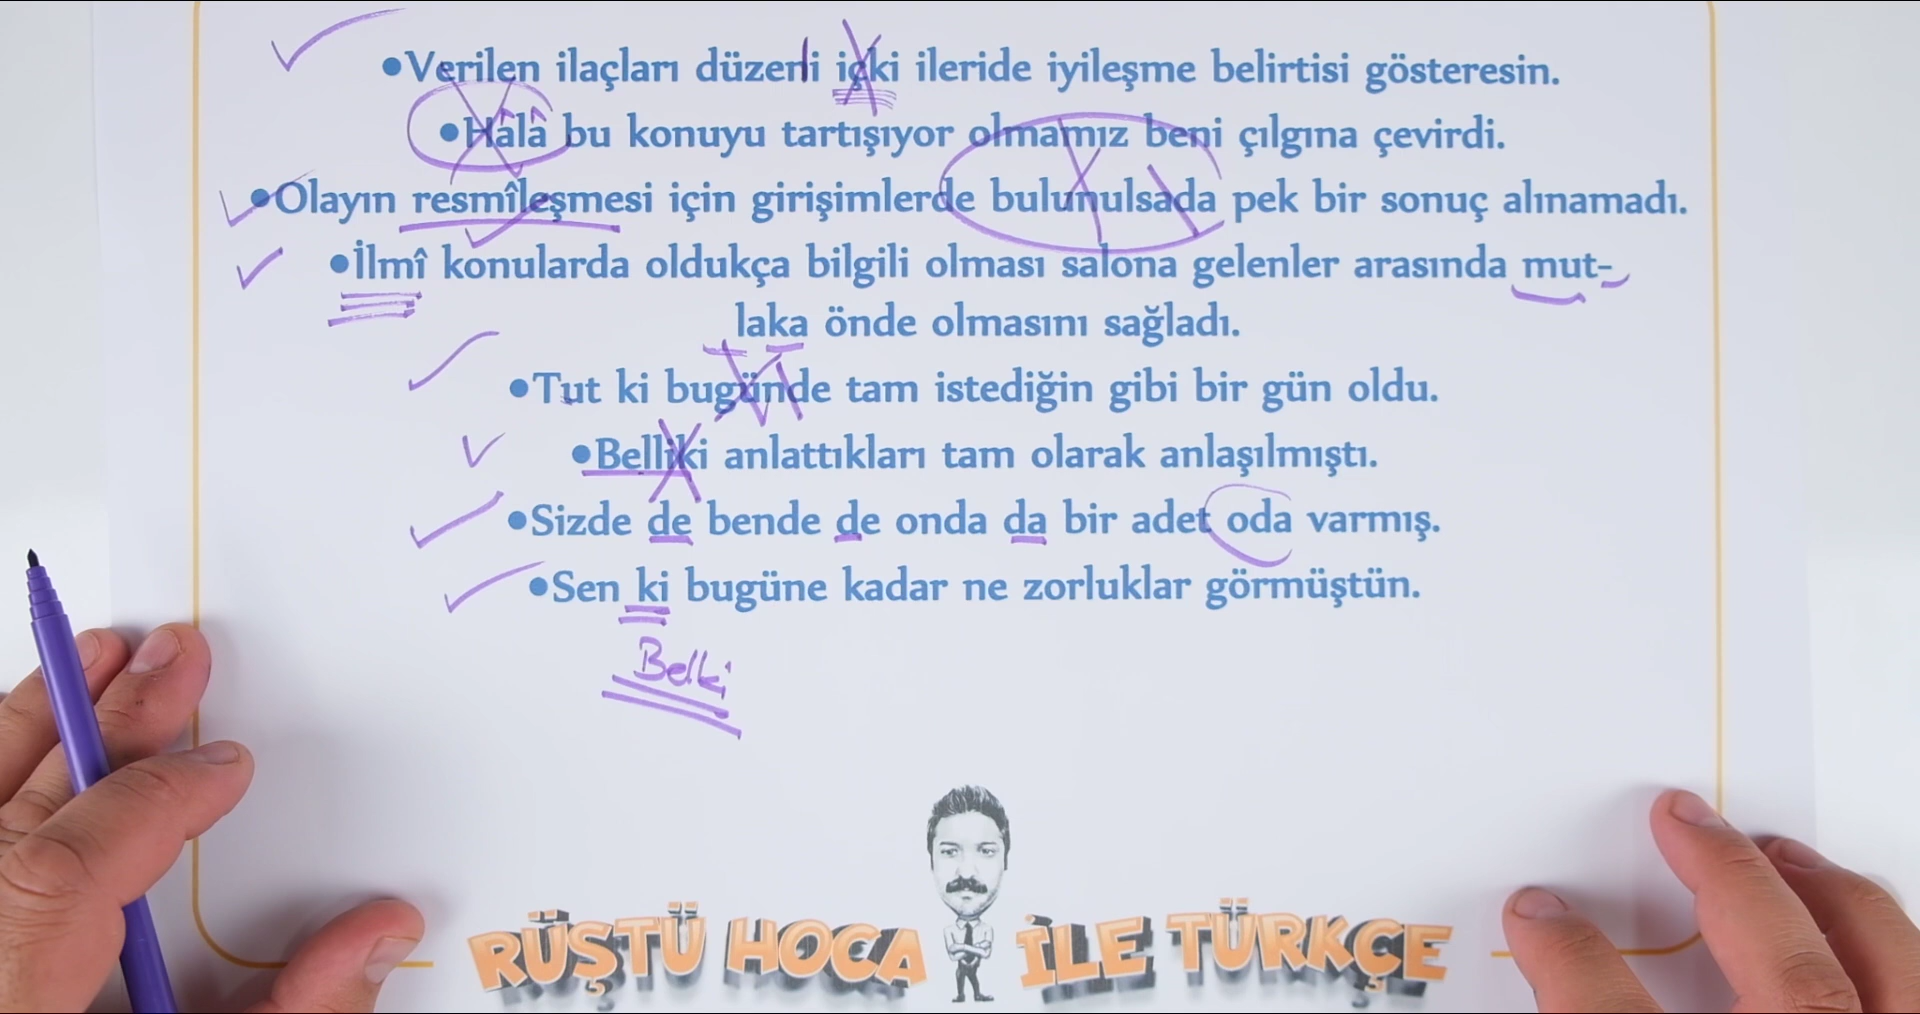 •Verilen ilaçları düzenli içki ileride iyileşme belirtisi gösteresin.
•Hâlâ bu konuyu tartışıyor olmamız beni çılgına çevirdi.
•Olayın resmîleşmesi için girişimlerde bulunulsada pek bir sonuç alınamadı.
•İlmî konularda oldukça bilgili olması salona gelenler arasında mut-
laka önde olmasını sağladı.
•Tut ki bugünde tam istediğin gibi bir gün oldu.
•Belliki anlattıkları tam olarak anlaşılmıştı.
•Sizde de bende de onda da bir adet oda varmış.
•Sen ki bugüne kadar ne zorluklar görmüştün.
Belki
RÜŞTÜ HOCA İLE TÜRKÇE